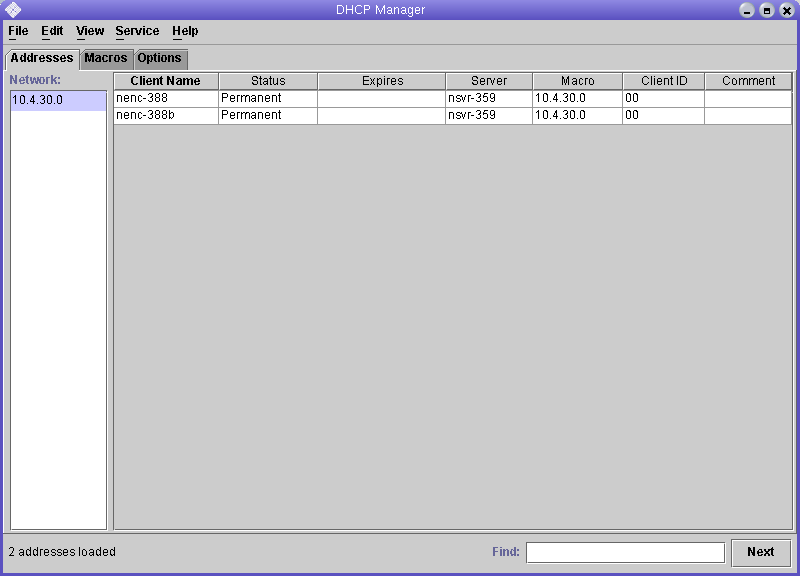 DHCP Manager
File Edit View Service Help
Addresses Macros Options
Network:
10.4.30.0
Client Name Status Expires Server Macro Client ID Comment
nenc-388 Permanent nsvr-359 10.4.30.0 00
nenc-388b Permanent nsvr-359 10.4.30.0 00
2 addresses loaded
Find:
Next